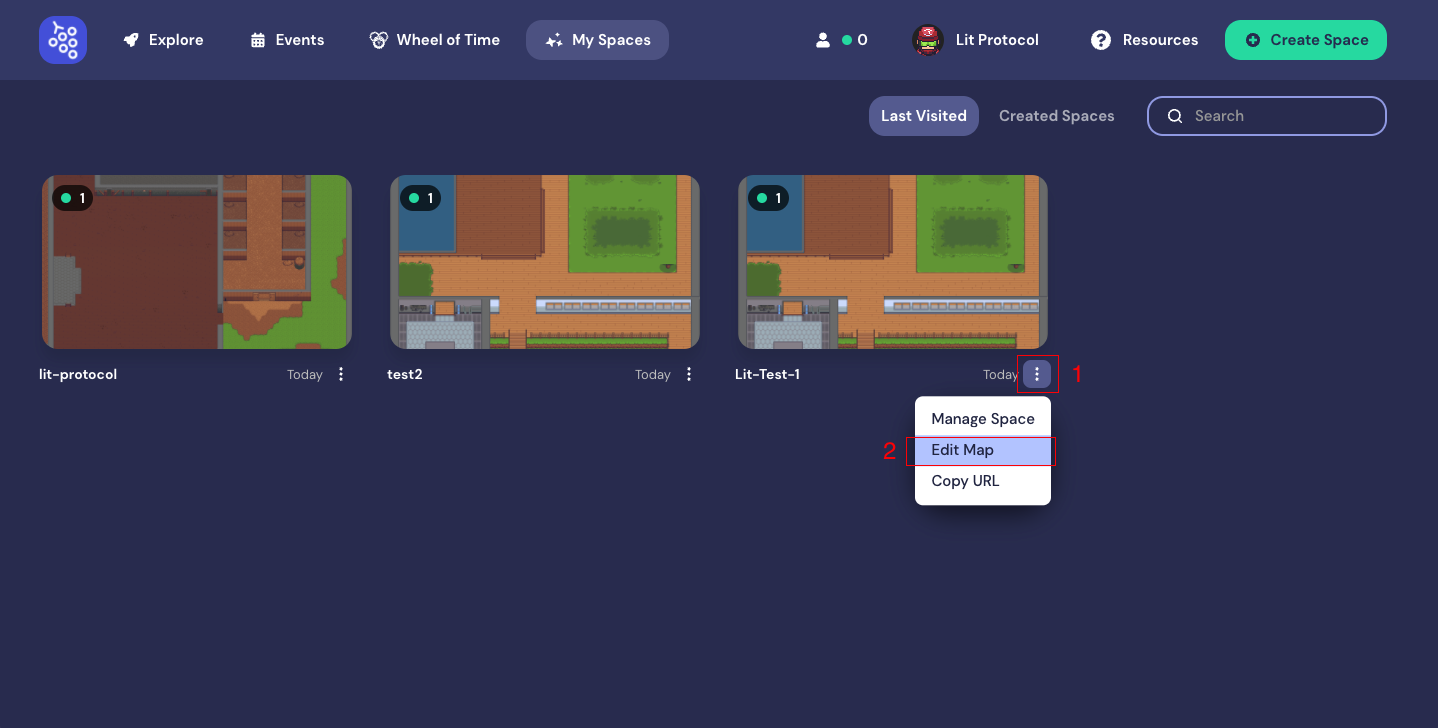 Explore
Events
Wheel of Time
My Spaces
0
Lit Protocol
Resources
Create Space
Last Visited
Created Spaces
Search
1
1
1
lit-protocol
Today
test2
Today
Lit-Test-1
Today
1
Manage Space
2
Edit Map
Copy URL